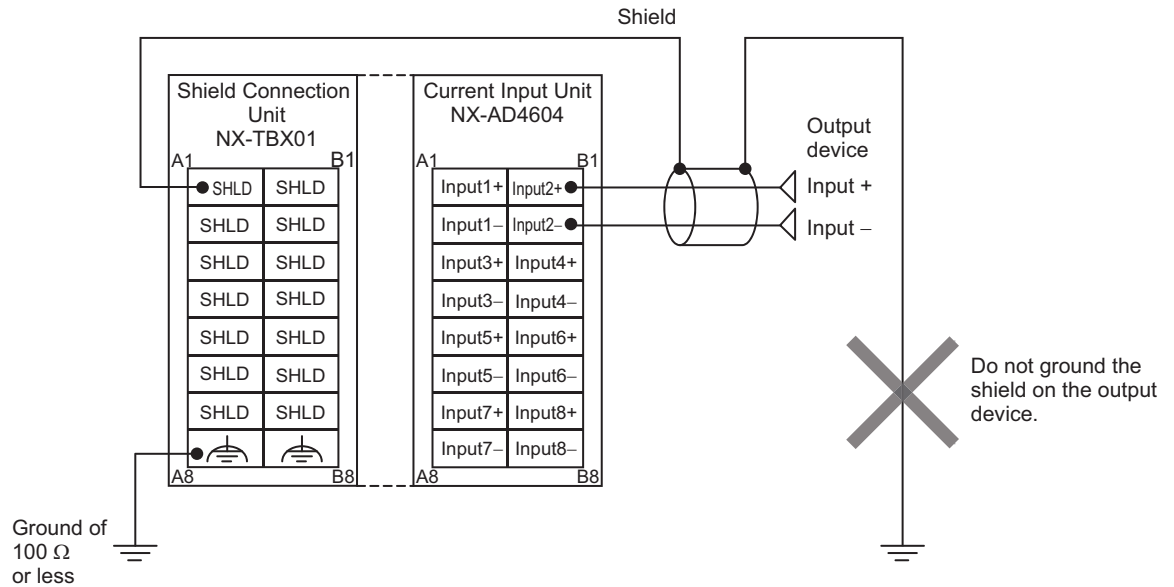 Shield
Shield Connection
Unit
NX-TBX01
A1 B1
SHLD SHLD
SHLD SHLD
SHLD SHLD
SHLD SHLD
SHLD SHLD
SHLD SHLD
SHLD SHLD
A8 B8
Ground of
100 Ω
or less
Current Input Unit
NX-AD4604
A1 B1
Input1+ Input2+
Input1– Input2–
Input3+ Input4+
Input3– Input4–
Input5+ Input6+
Input5– Input6–
Input7+ Input8+
Input7– Input8–
A8 B8
Output
device
Input +
Input –
Do not ground the
shield on the output
device.